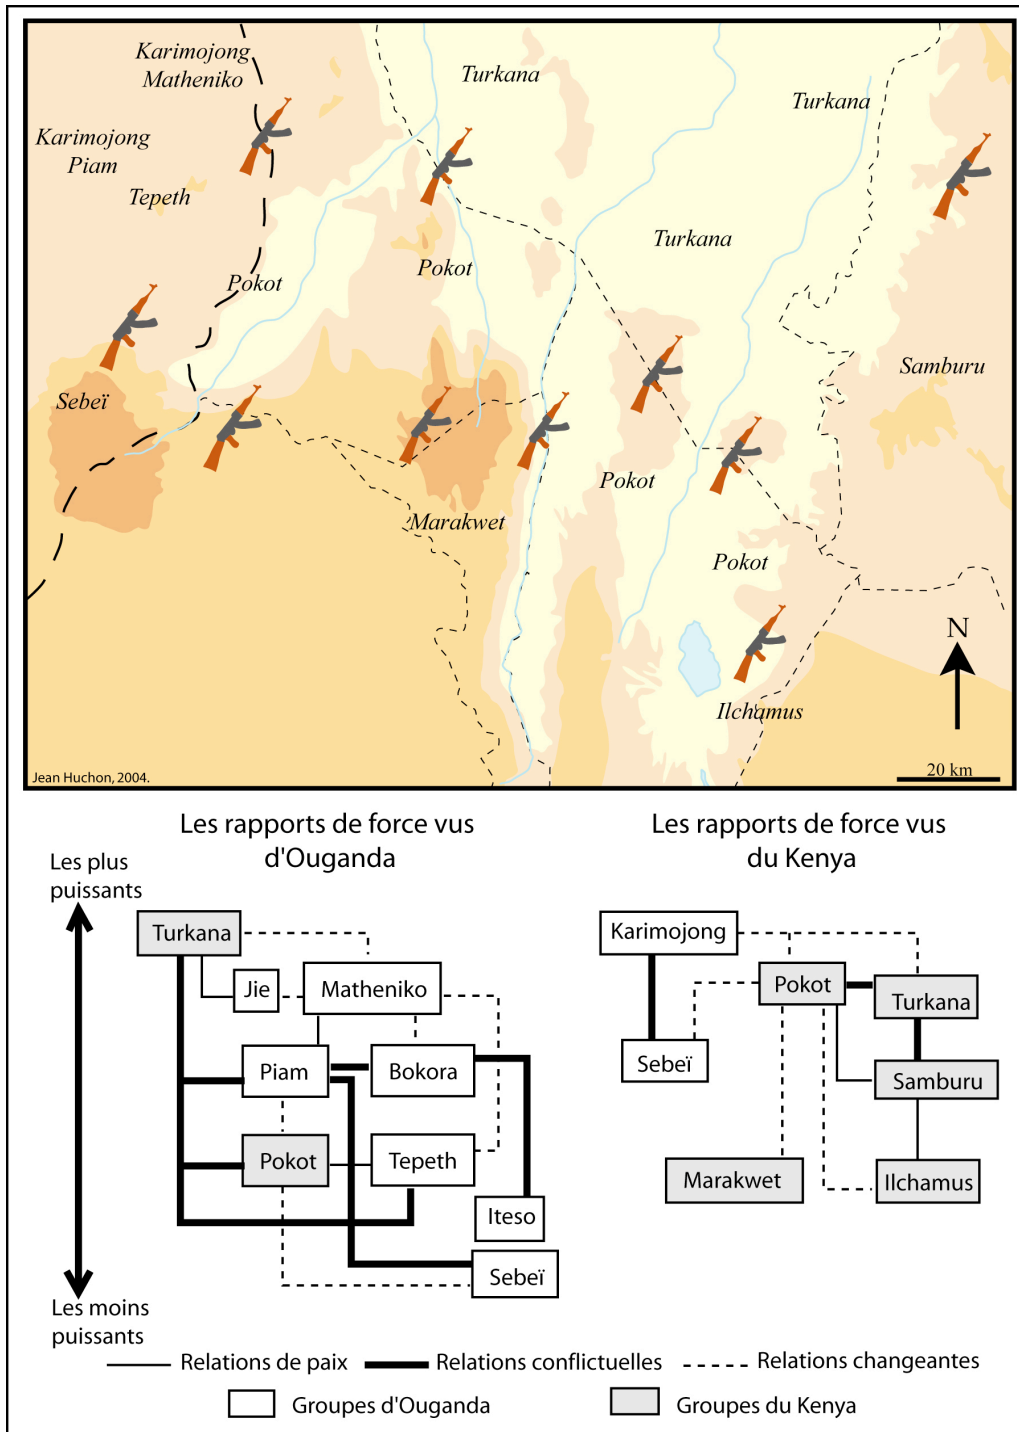 Karimojong
Matheniko
Turkana
Turkana
Karimojong
Piam
Tepeth
Turkana
Pokot
Pokot
Samburu
Sebeï
Pokot
Marakwet
Pokot
N
Ilchamus
Jean Huchon, 2004.
20 km
Les rapports de force vus
d'Ouganda
Les rapports de force vus
du Kenya
Les plus
puissants
Turkana
Jie
Matheniko
Piam
Bokora
Pokot
Tepeth
Iteso
Sebeï
Les moins
puissants
Karimojong
Pokot
Turkana
Sebeï
Samburu
Marakwet
Ilchamus
Relations de paix
Relations conflictuelles
Relations changeantes
Groupes d'Ouganda
Groupes du Kenya